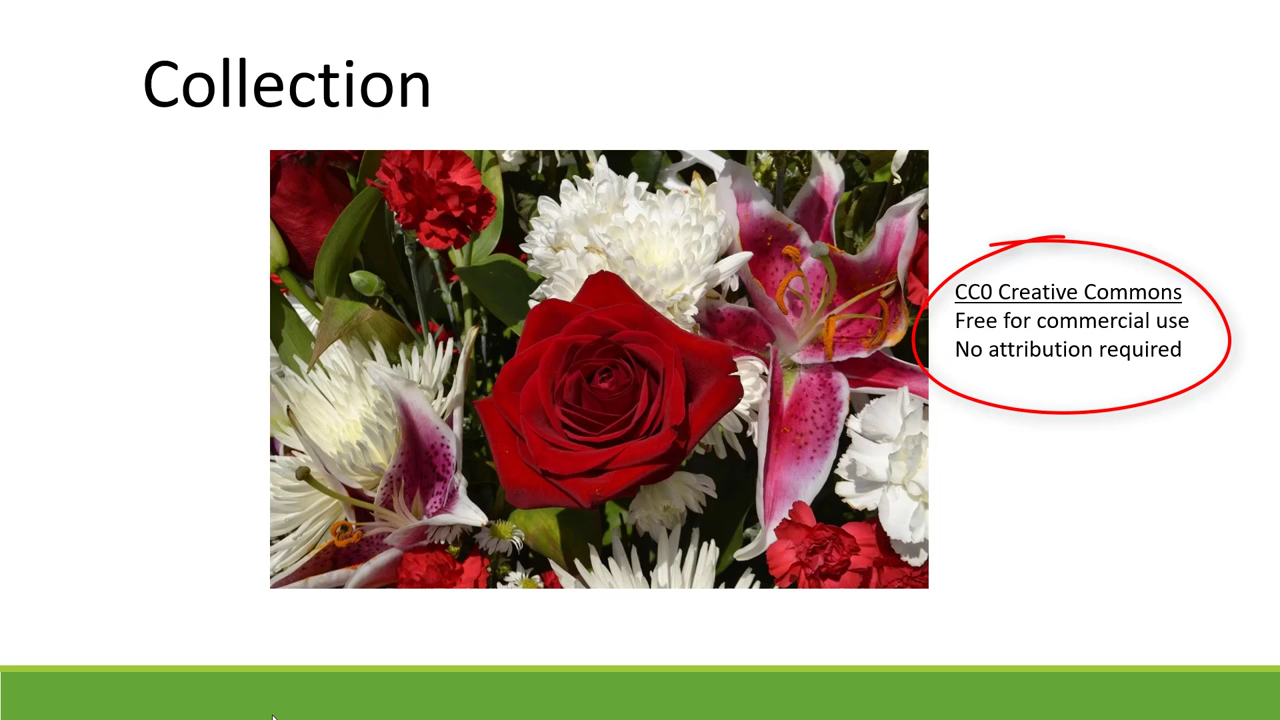 Collection
CC0 Creative Commons
Free for commercial use
No attribution required